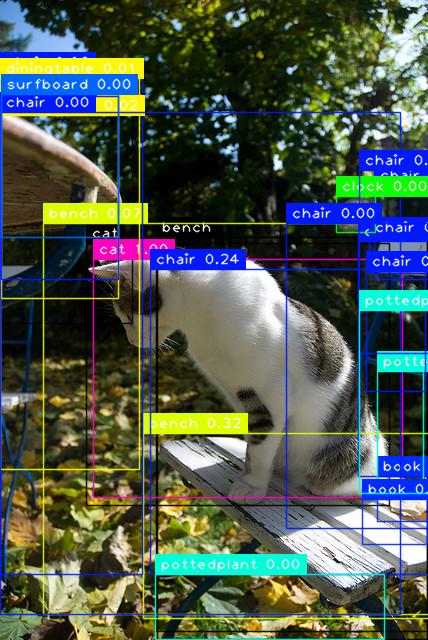 diningtable 0.01
surfboard 0.00
chair 0.00
0.02
chair 0.
chair
clock 0.00
bench 0.07
chair 0.00
cat
bench
chair
cat 1.00
chair 0.24
chair 0
pottedp
potte
bench 0.32
book
book 0.
pottedplant 0.00